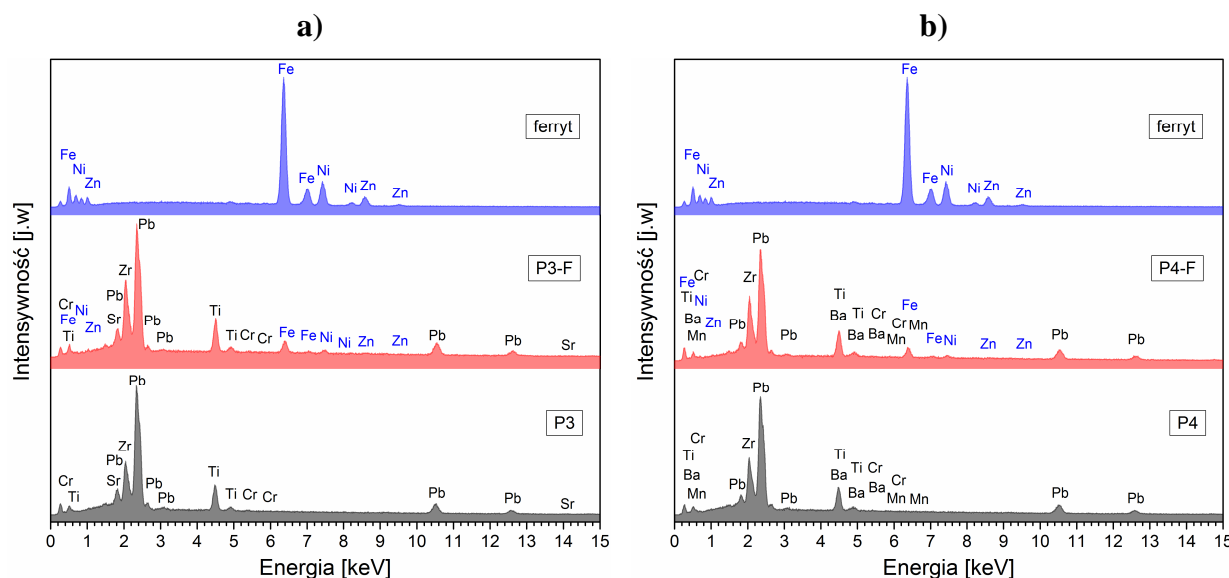 a)
Intensywność [j.w]
ferryt
Fe
Fe
Ni
Zn
Fe
Ni
Ni
Zn
Zn
P3-F
Pb
Zr
Pb
Sr
Cr
Fe
Ni
Ti
Zn
Pb
Pb
Ti
Ti
Cr
Cr
Fe
Fe
Ni
Ni
Zn
Zn
Pb
Pb
Sr
P3
Pb
Zr
Pb
Sr
Cr
Ti
Pb
Pb
Ti
Ti
Cr
Cr
Pb
Pb
Sr
0 1 2 3 4 5 6 7 8 9 10 11 12 13 14 15
Energia [keV]
b)
Intensywność [j.w]
ferryt
Fe
Fe
Ni
Zn
Fe
Ni
Ni
Zn
Zn
P4-F
Pb
Zr
Fe Cr
Ti Ni
Ba Zn
Mn
Pb
Pb
Ti
Ba
Ti
Ba
Cr
Ba
Cr
Mn
Fe
Mn
Fe
Ni
Zn
Zn
Pb
Pb
P4
Pb
Zr
Cr
Ti
Ba
Mn
Pb
Pb
Ti
Ba
Ti
Ba
Cr
Ba
Cr
Mn
Mn
Pb
Pb
0 1 2 3 4 5 6 7 8 9 10 11 12 13 14 15
Energia [keV]